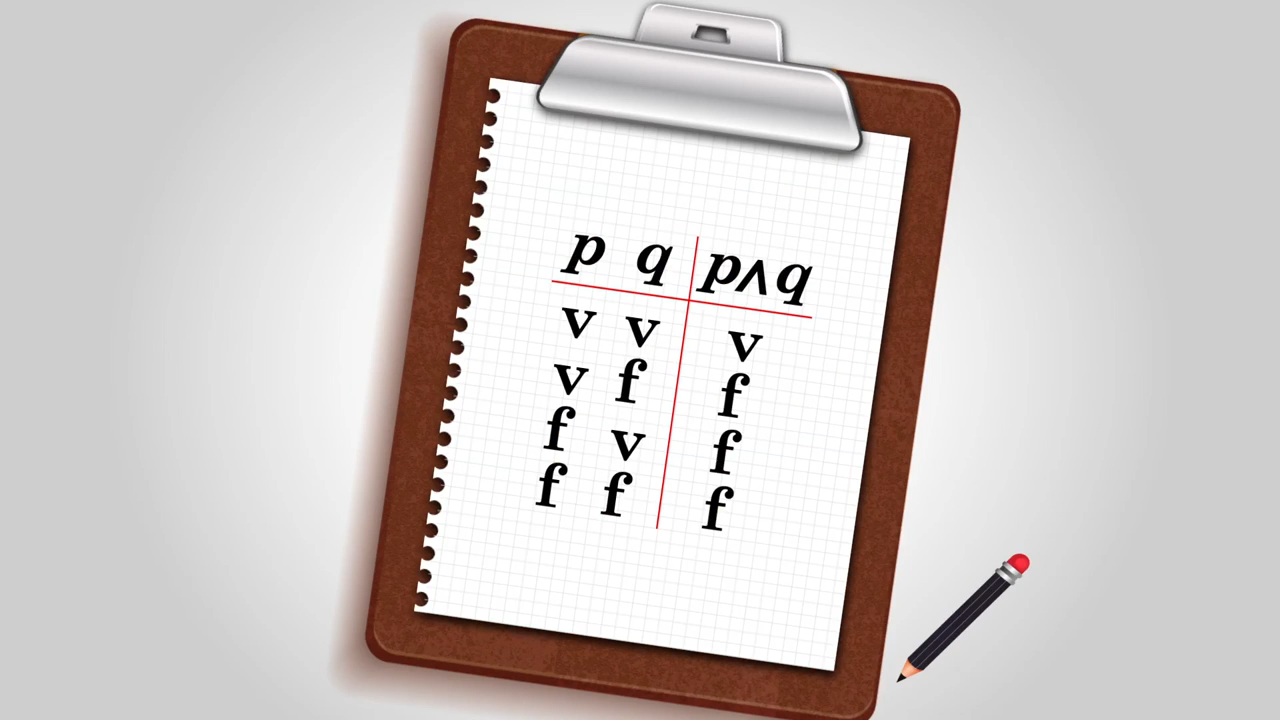 p q p∧q
v v v
v f f
f v f
f f f